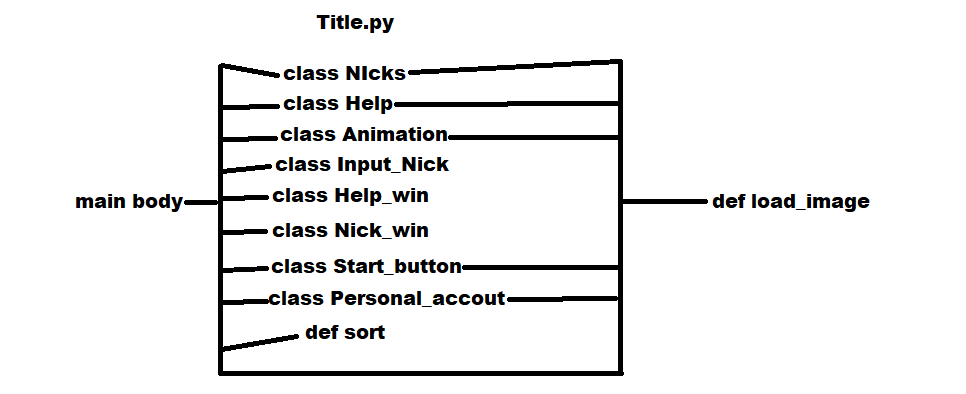 Title.py
class NIcks
class Help
class Animation
class Input_Nick
class Help_win
main body
def load_image
class Nick_win
class Start_button
class Personal_accout
def sort